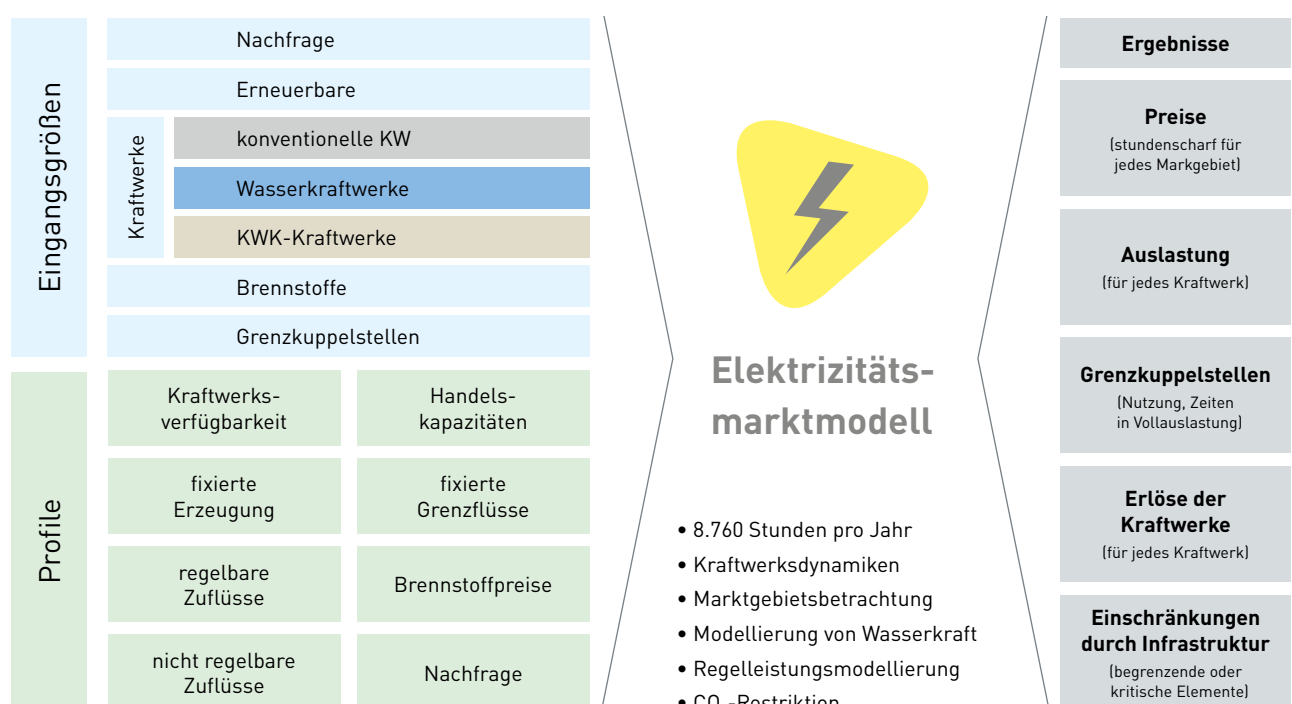 Eingangsgrößen
Nachfrage
Erneuerbare
Kraftwerke
konventionelle KW
Wasserkraftwerke
KWK-Kraftwerke
Brennstoffe
Grenzkuppelstellen
Profile
Kraftwerks-
verfügbarkeit
Handels-
kapazitäten
fixierte
Erzeugung
fixierte
Grenzflüsse
regelbare
Zuflüsse
Brennstoffpreise
nicht regelbare
Zuflüsse
Nachfrage
Elektrizitäts-
marktmodell
• 8.760 Stunden pro Jahr
• Kraftwerksdynamiken
• Marktgebietsbetrachtung
• Modellierung von Wasserkraft
• Regelleistungsmodellierung
• CO₂-Restriktion
Ergebnisse
Preise
(stundenscharf für
jedes Markgebiet)
Auslastung
(für jedes Kraftwerk)
Grenzkuppelstellen
(Nutzung, Zeiten
in Vollauslastung)
Erlöse der
Kraftwerke
(für jedes Kraftwerk)
Einschränkungen
durch Infrastruktur
(begrenzende oder
kritische Elemente)